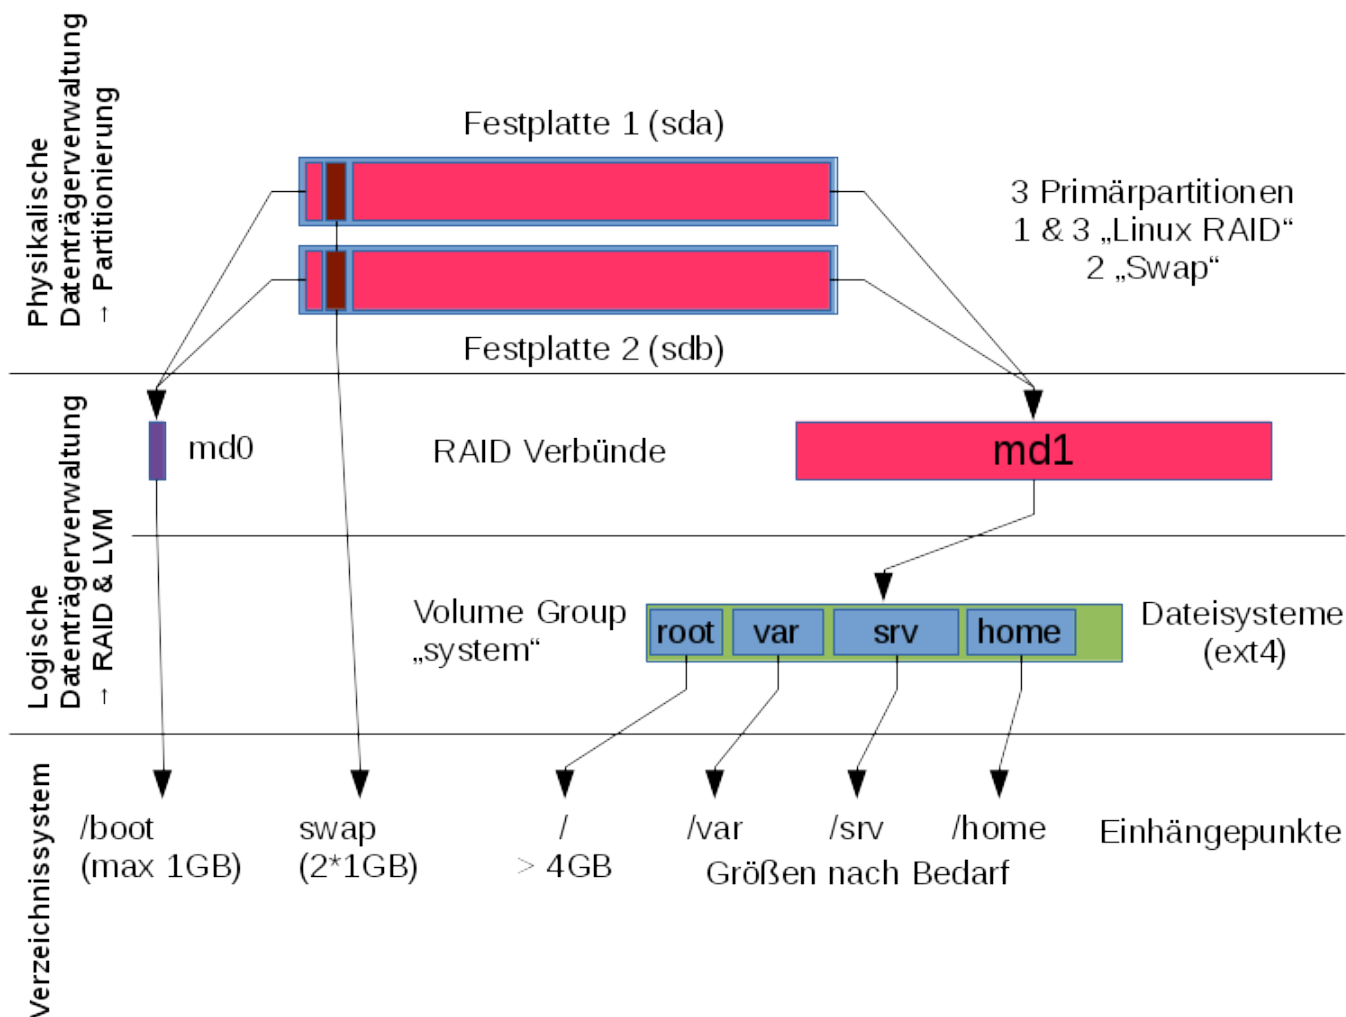 Physikalische
Datenträgerverwaltung
→ Partitionierung
Festplatte 1 (sda)
3 Primärpartitionen
1 & 3 „Linux RAID“
2 „Swap“
Festplatte 2 (sdb)
Logische
Datenträgerverwaltung
→ RAID & LVM
md0
RAID Verbünde
md1
Volume Group
„system“
root
var
srv
home
Dateisysteme
(ext4)
Verzeichnissystem
/boot
(max 1GB)
swap
(2*1GB)
/
> 4GB
/var
/srv
/home
Größen nach Bedarf
Einhängepunkte